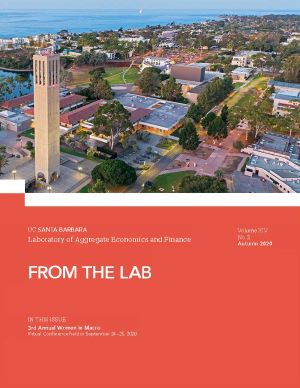 UC SANTA BARBARA
Laboratory of Aggregate Economics and Finance
Volume XIV
No. 3
Autumn 2020
FROM THE LAB
IN THIS ISSUE
3rd Annual Women in Macro
Virtual Conference held in September 24–25, 2020